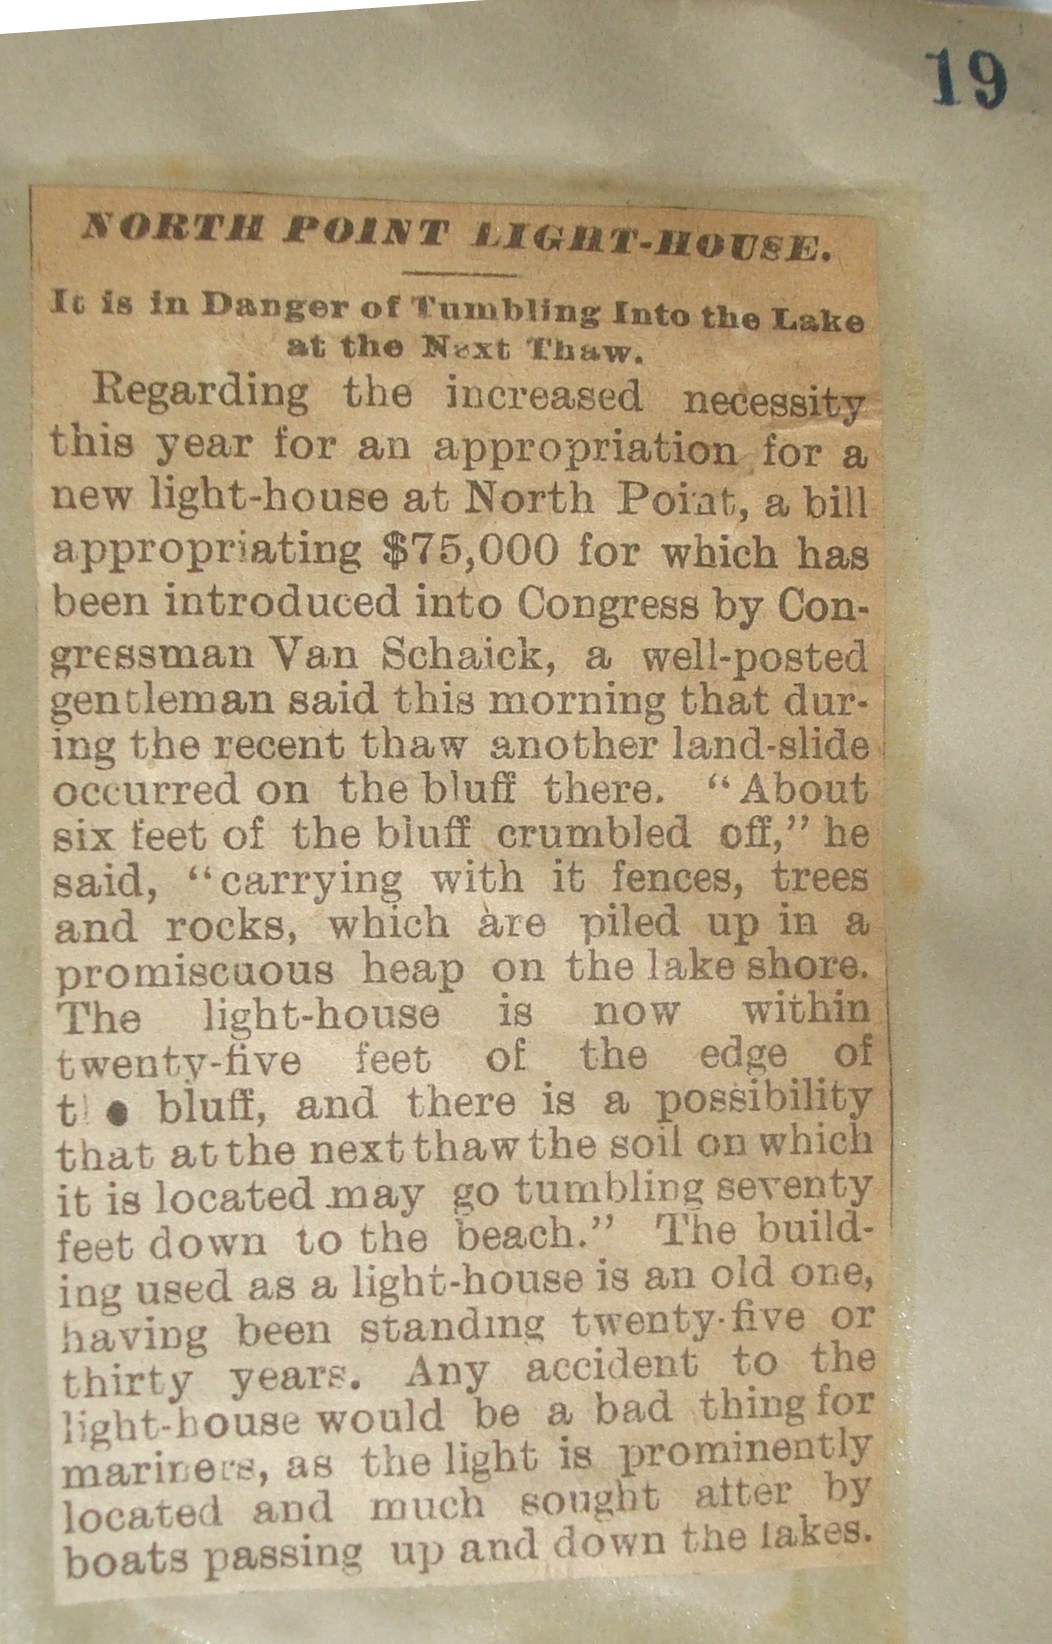 19
NORTH POINT LIGHT-HOUSE.
It is in Danger of Tumbling Into the Lake
at the Next Thaw.
Regarding the increased necessity
this year for an appropriation for a
new light-house at North Point, a bill
appropriating $75,000 for which has
been introduced into Congress by Con-
gressman Van Schaick, a well-posted
gentleman said this morning that dur-
ing the recent thaw another land-slide
occurred on the bluff there. “About
six feet of the bluff crumbled off,” he
said, “carrying with it fences, trees
and rocks, which are piled up in a
promiscuous heap on the lake shore.
The light-house is now within
twenty-five feet of the edge of
the bluff, and there is a possibility
that at the next thaw the soil on which
it is located may go tumbling seventy
feet down to the beach.” The build-
ing used as a light-house is an old one,
having been standing twenty-five or
thirty years. Any accident to the
light-house would be a bad thing for
mariners, as the light is prominently
located and much sought atter by
boats passing up and down the lakes.